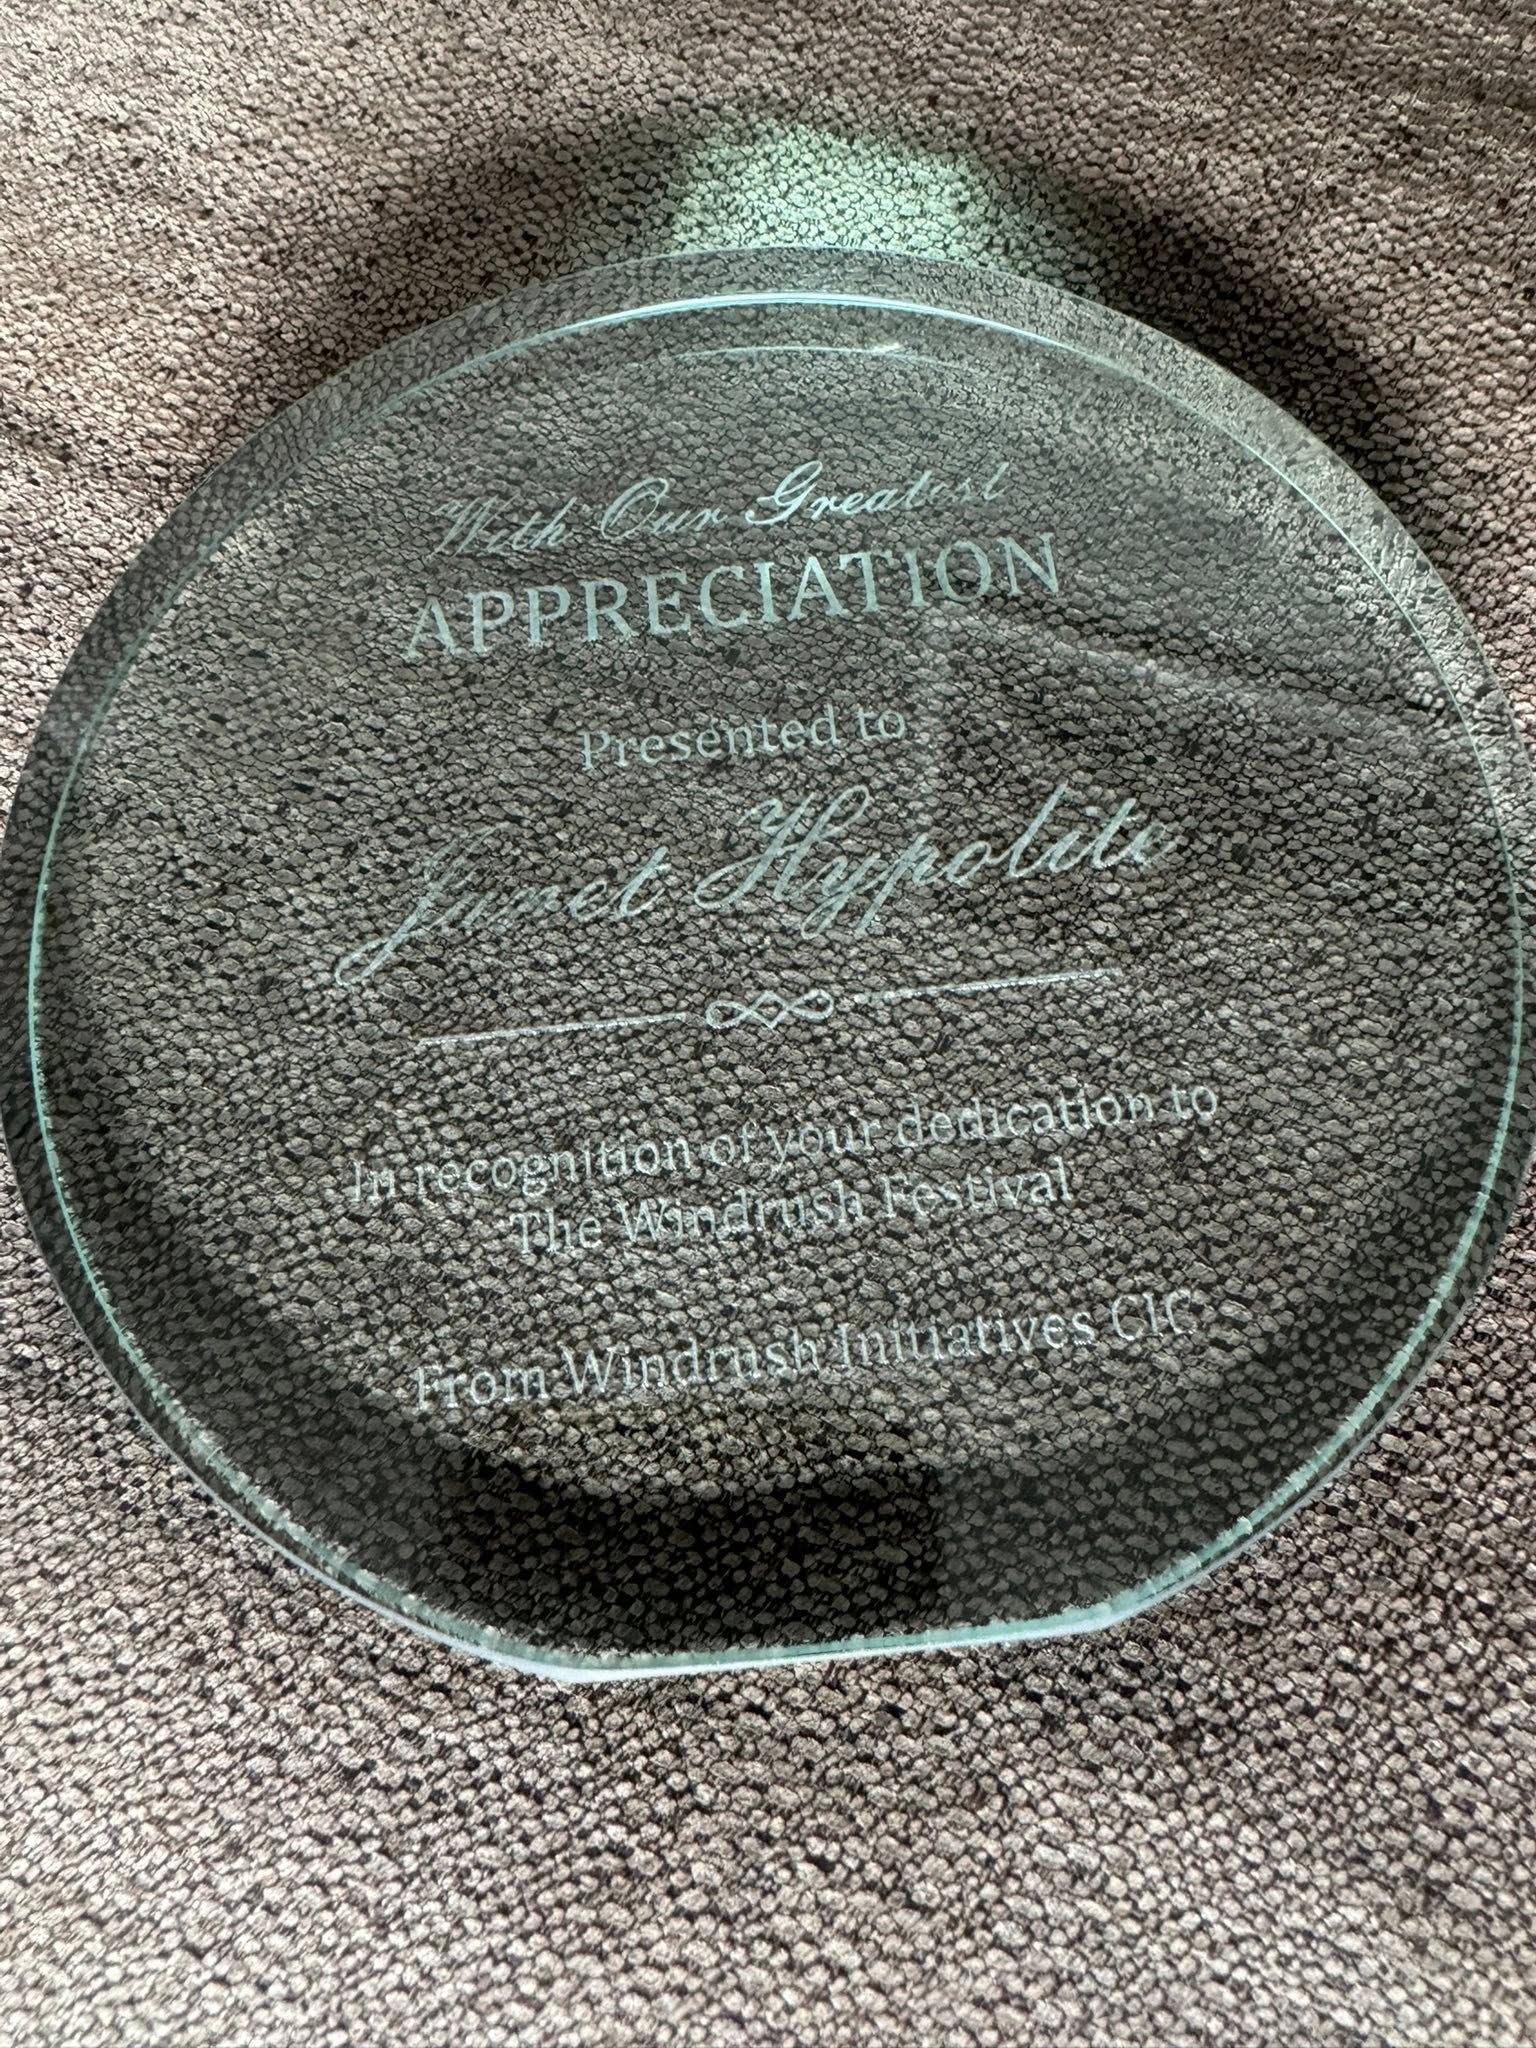 With Our Greatest
APPRECIATION
Presented to
Janet Hypolite
In recognition of your dedication to
The Windrush Festival
From Windrush Initiatives CIC